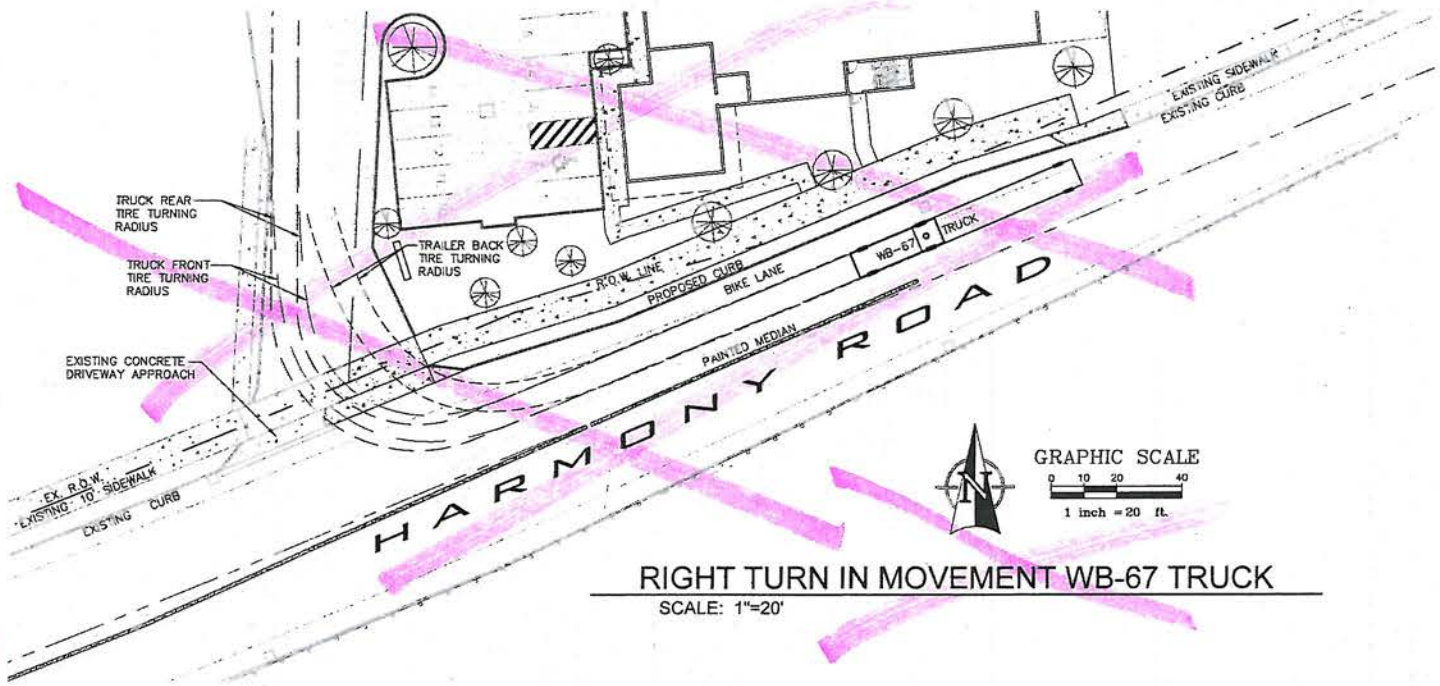 EXISTING SIDEWALK
EXISTING CURB
TRUCK REAR
TIRE TURNING
RADIUS
TRUCK FRONT
TIRE TURNING
RADIUS
TRAILER BACK
TIRE TURNING
RADIUS
R.O.W. LINE
PROPOSED CURB
BIKE LANE
WB-67
TRUCK
PAINTED MEDIAN
EXISTING CONCRETE
DRIVEWAY APPROACH
EX. R.O.W.
EXISTING 10' SIDEWALK
EXISTING CURB
HARMONY ROAD
N
GRAPHIC SCALE
0 10 20 40
1 inch = 20 ft.
RIGHT TURN IN MOVEMENT WB-67 TRUCK
SCALE: 1"=20'